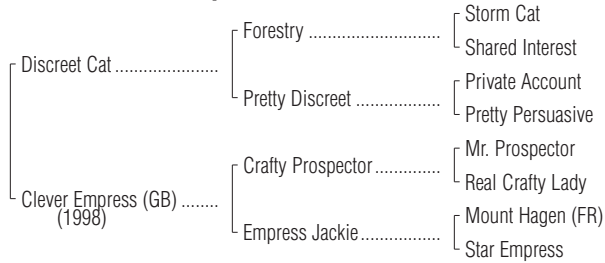 Storm Cat
Forestry ............................
Shared Interest
Discreet Cat ......................
Private Account
Pretty Discreet ..................
Pretty Persuasive
Mr. Prospector
Crafty Prospector..............
Real Crafty Lady
Clever Empress (GB) ........
(1998)
Mount Hagen (FR)
Empress Jackie.................
Star Empress